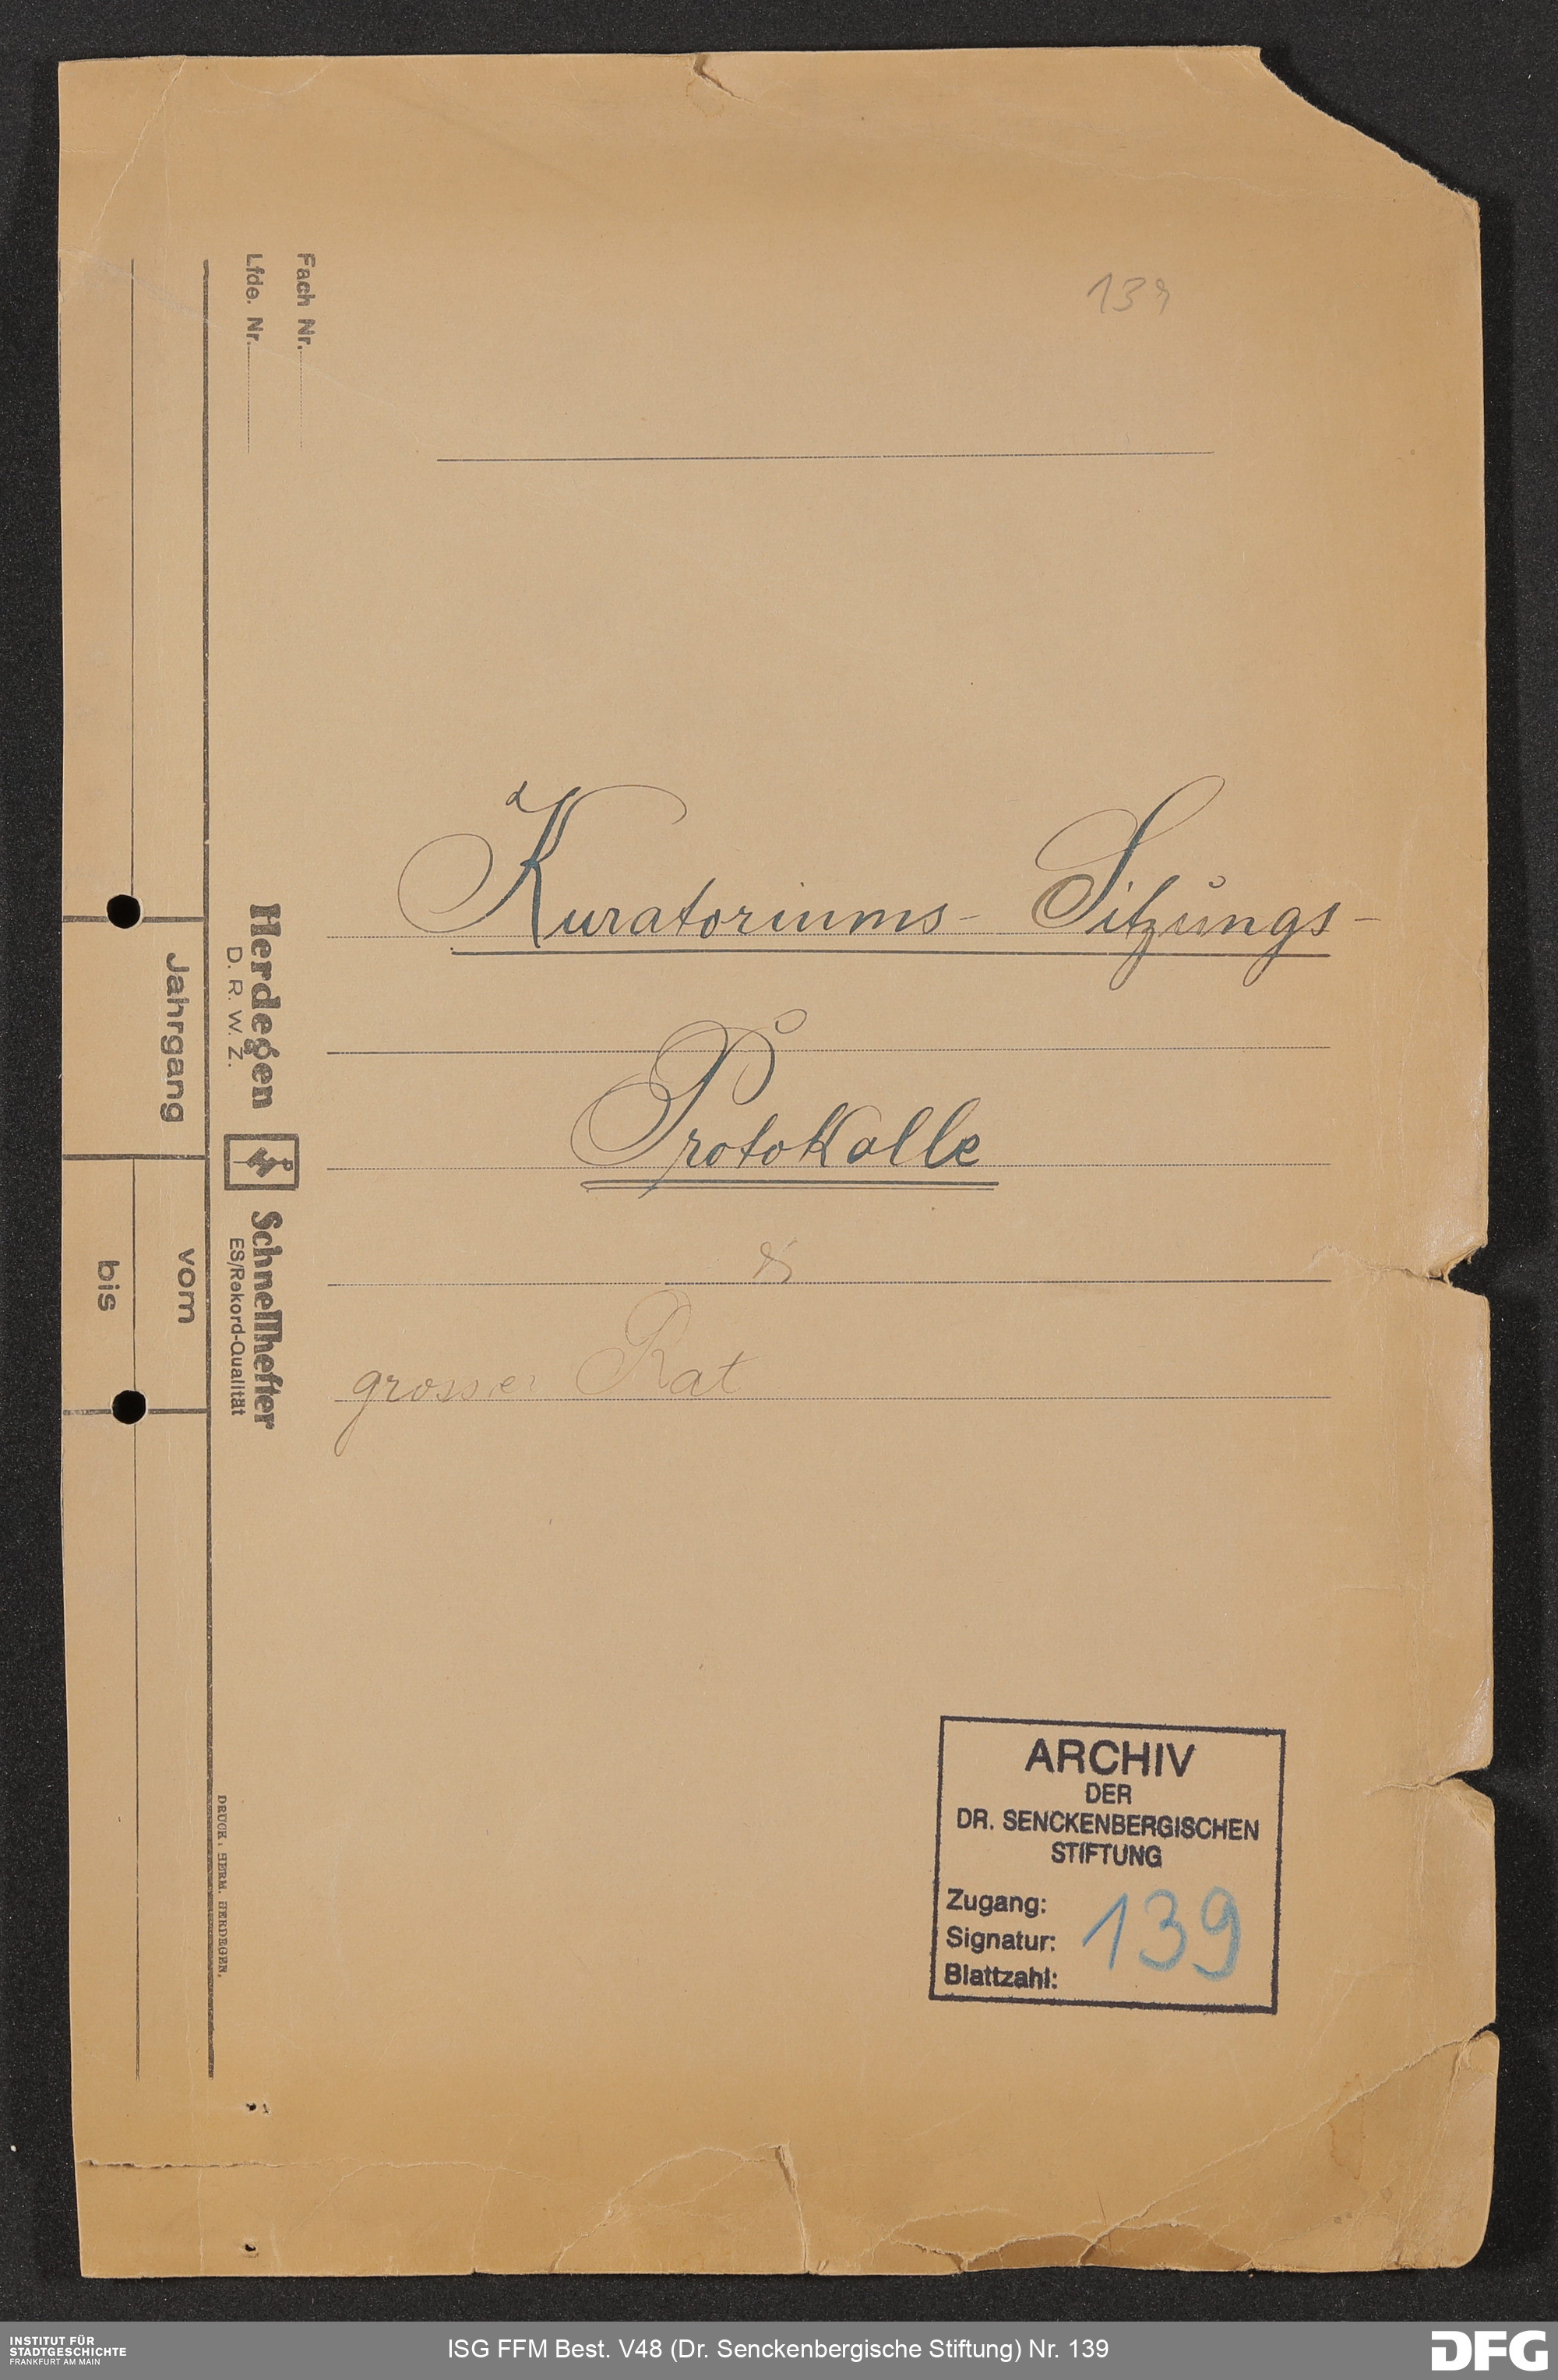 139
Kuratoriums- Sitzungs-
Protokolle
&
grosser Rat
Fach Nr.
Lfde. Nr.
Herdegen Schnellhefter
D. R. W. Z. ES/Rekord-Qualität
Jahrgang
vom
bis
DRUCK: HERM. HERDEGEN.
ARCHIV
DER
DR. SENCKENBERGISCHEN
STIFTUNG
Zugang:
Signatur: 139
Blattzahl:
INSTITUT FÜR
STADTGESCHICHTE
FRANKFURT AM MAIN
ISG FFM Best. V48 (Dr. Senckenbergische Stiftung) Nr. 139
DFG